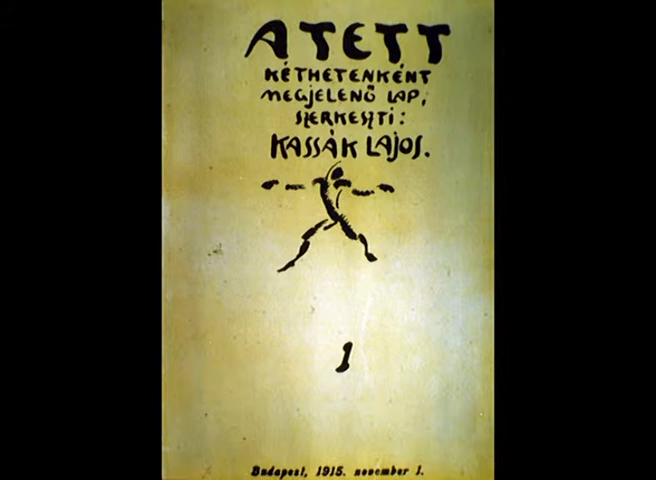 A TETT
KÉTHETENKÉNT
MEGJELENŐ LAP,
SZERKESZTI:
KASSÁK LAJOS.
1
Budapest, 1915. november 1.